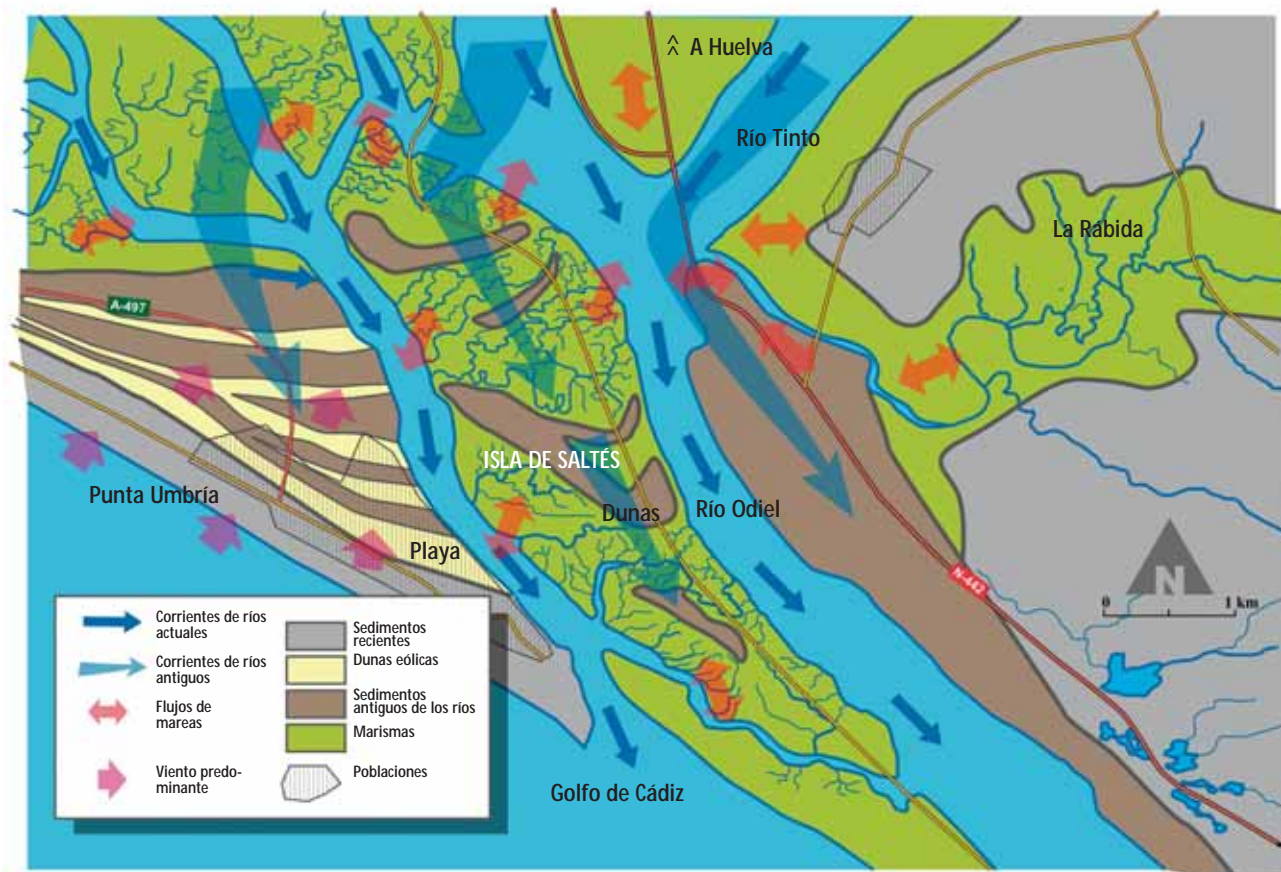 ^^ A Huelva
Río Tinto
La Rábida
A-497
ISLA DE SALTÉS
Punta Umbría
Dunas
Río Odiel
Playa
N-442
N
0 1 km
Golfo de Cádiz
Corrientes de ríos
actuales
Corrientes de ríos
antiguos
Flujos de
mareas
Viento predo-
minante
Sedimentos
recientes
Dunas eólicas
Sedimentos
antiguos de los ríos
Marismas
Poblaciones